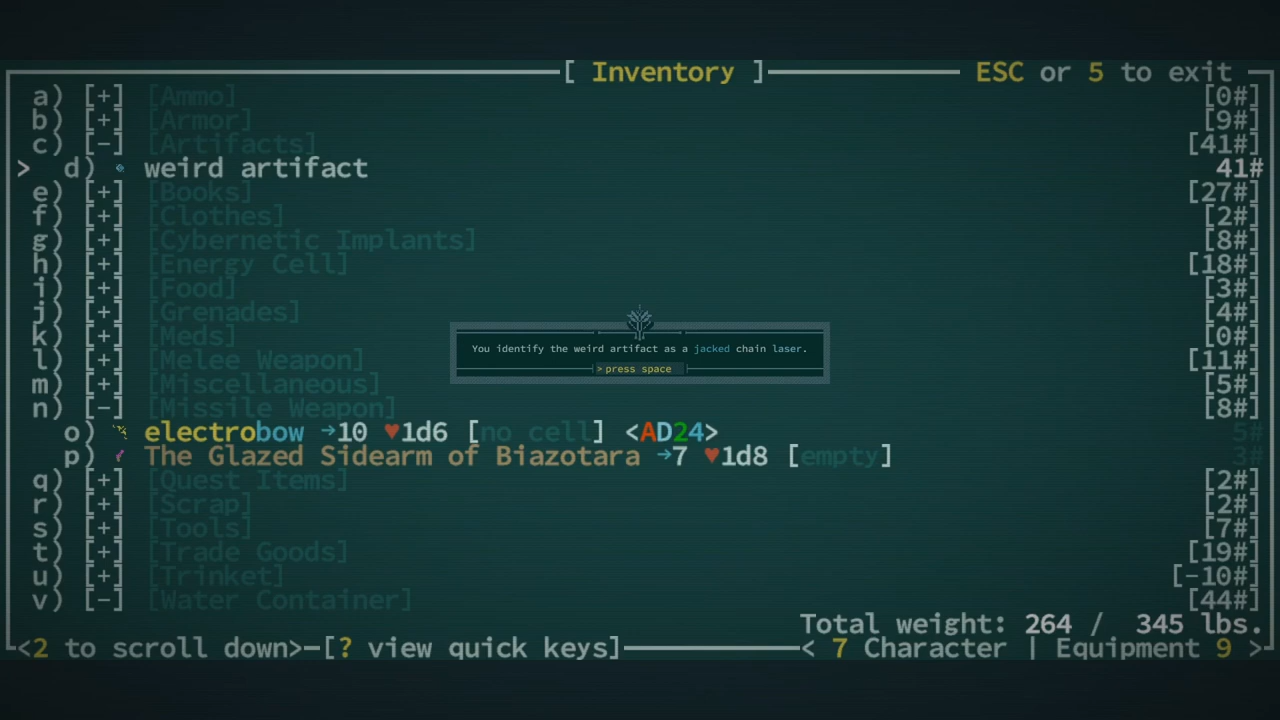 [ Inventory ] ESC or 5 to exit
a) [+] [Ammo] [0#]
b) [+] [Armor] [9#]
c) [-] [Artifacts] [41#]
> d) weird artifact 41#
e) [+] [Books] [27#]
f) [+] [Clothes] [2#]
g) [+] [Cybernetic Implants] [8#]
h) [+] [Energy Cell] [18#]
i) [+] [Food] [3#]
j) [+] [Grenades] [4#]
k) [+] [Meds] [0#]
You identify the weird artifact as a jacked chain laser.
l) [+] [Melee Weapon] [11#]
>press space
m) [+] [Miscellaneous] [5#]
n) [-] [Missile Weapon] [8#]
o) electrobow →10 ♥1d6 [no cell] <AD24> 5#
p) The Glazed Sidearm of Biazotara →7 ♥1d8 [empty] 3#
q) [+] [Quest Items] [2#]
r) [+] [Scrap] [2#]
s) [+] [Tools] [7#]
t) [+] [Trade Goods] [19#]
u) [+] [Trinket] [-10#]
v) [-] [Water Container] [44#]
Total weight: 264 / 345 lbs.
<2 to scroll down> [? view quick keys] < 7 Character | Equipment 9 >